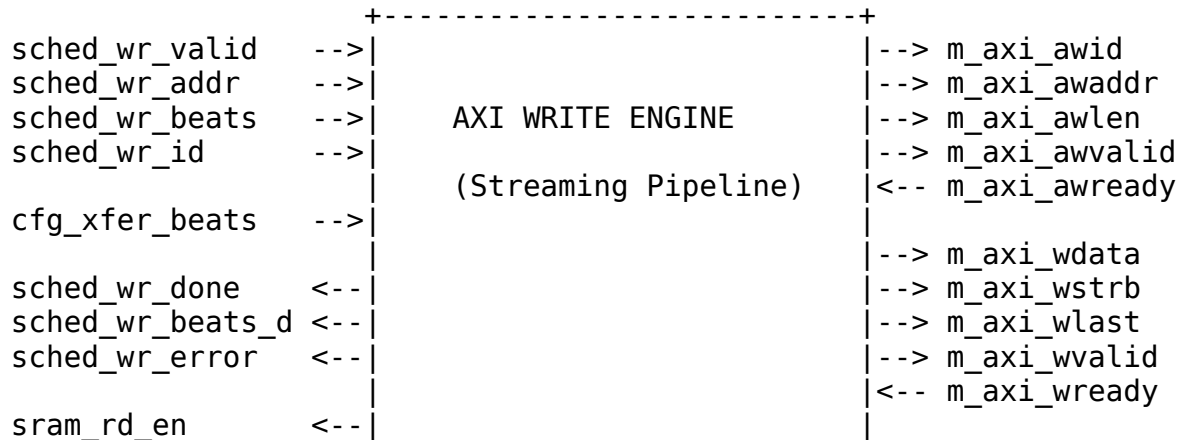 +---------------------------+
sched_wr_valid   -->|                           |--> m_axi_awid
sched_wr_addr    -->|                           |--> m_axi_awaddr
sched_wr_beats   -->|    AXI WRITE ENGINE       |--> m_axi_awlen
sched_wr_id      -->|                           |--> m_axi_awvalid
                    |    (Streaming Pipeline)   |<-- m_axi_awready
cfg_xfer_beats   -->|                           |
                    |                           |--> m_axi_wdata
sched_wr_done    <--|                           |--> m_axi_wstrb
sched_wr_beats_d <--|                           |--> m_axi_wlast
sched_wr_error   <--|                           |--> m_axi_wvalid
                    |                           |<-- m_axi_wready
sram_rd_en       <--|                           |